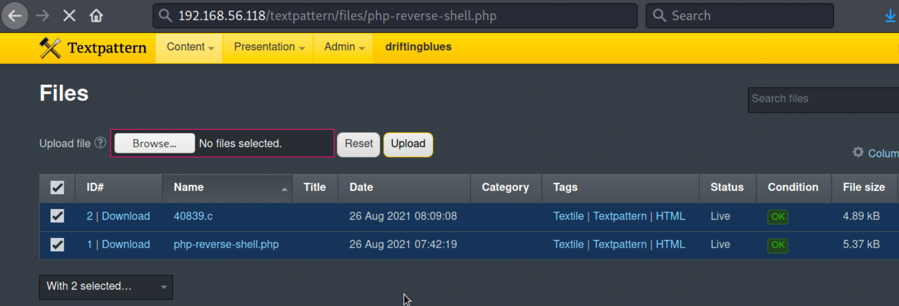 192.168.56.118/textpattern/files/php-reverse-shell.php Search
Textpattern Content Presentation Admin driftingblues
Files
Search files
Upload file ? Browse... No files selected. Reset Upload
Colum
ID# Name Title Date Category Tags Status Condition File size
2 | Download 40839.c 26 Aug 2021 08:09:08 Textile | Textpattern | HTML Live OK 4.89 kB
1 | Download php-reverse-shell.php 26 Aug 2021 07:42:19 Textile | Textpattern | HTML Live OK 5.37 kB
With 2 selected...